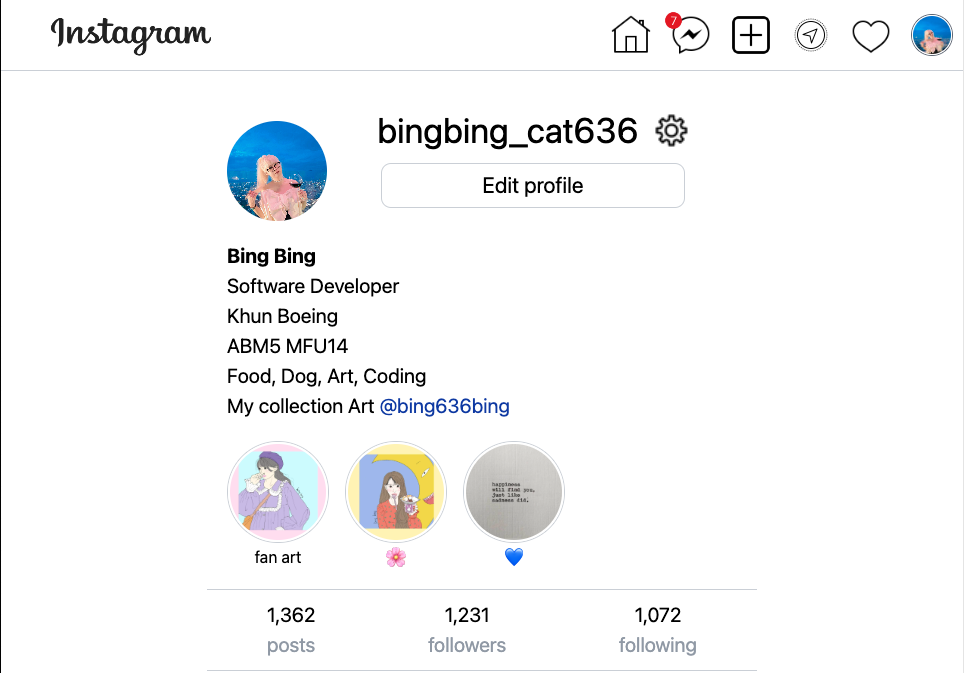 Instagram
7
bingbing_cat636
Edit profile
Bing Bing
Software Developer
Khun Boeing
ABM5 MFU14
Food, Dog, Art, Coding
My collection Art @bing636bing
happiness
will find you,
just like
sadness did.
fan art
🌸
💙
1,362 1,231 1,072
posts followers following